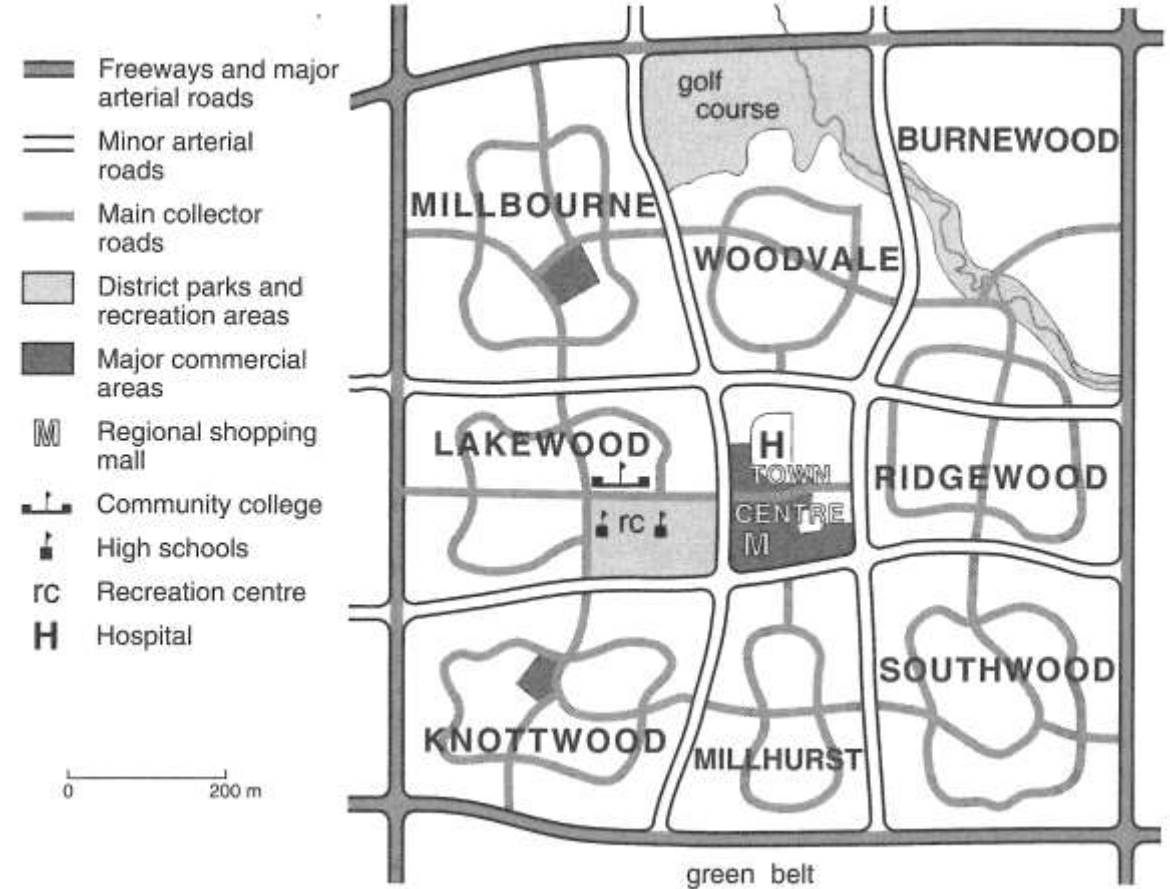 Freeways and major
arterial roads
Minor arterial
roads
Main collector
roads
District parks and
recreation areas
Major commercial
areas
M Regional shopping
mall
Community college
High schools
rc Recreation centre
H Hospital
0 200 m
golf
course
BURNEWOOD
MILLBOURNE
WOODVALE
LAKEWOOD
H
TOWN
CENTRE
M
RIDGEWOOD
rc
SOUTHWOOD
KNOTTWOOD
MILLHURST
green belt